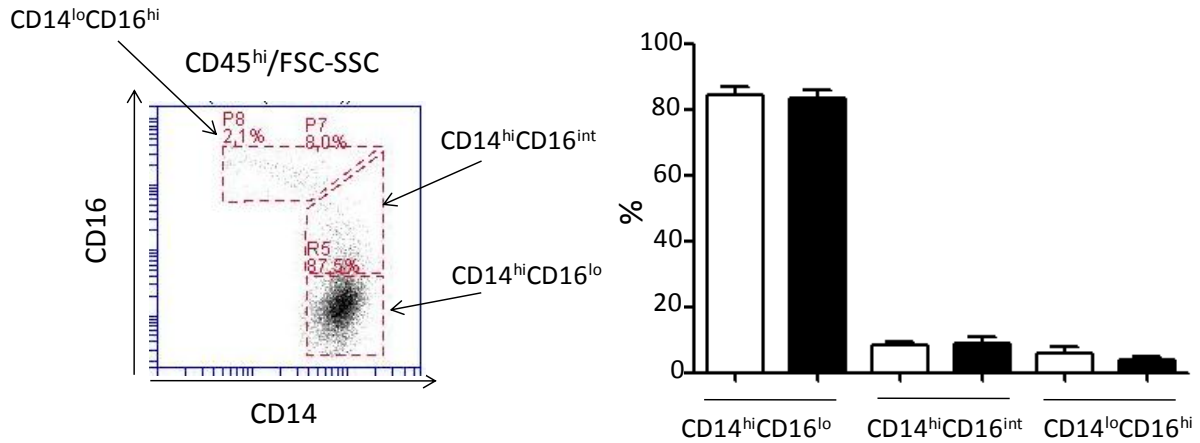 CD14ˡᵒCD16ʰⁱ
CD45ʰⁱ/FSC-SSC
P8
2,1%
P7
8,0%
CD14ʰⁱCD16ⁱⁿᵗ
R5
87,5%
CD14ʰⁱCD16ˡᵒ
CD16
CD14
100
80
60
40
20
0
%
CD14ʰⁱCD16ˡᵒ
CD14ʰⁱCD16ⁱⁿᵗ
CD14ˡᵒCD16ʰⁱ